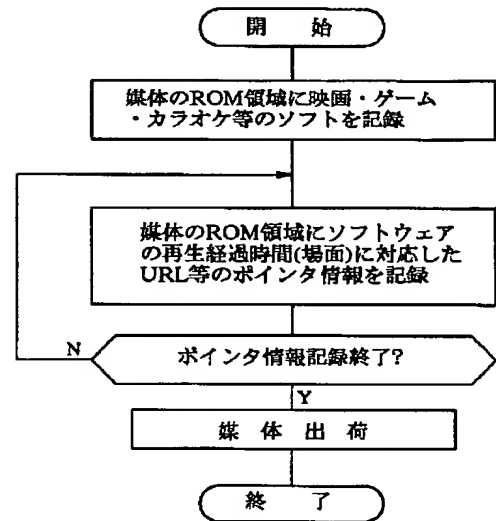 開 始
媒体のROM領域に映画・ゲーム
・カラオケ等のソフトを記録
媒体のROM領域にソフトウェア
の再生経過時間(場面)に対応した
URL等のポインタ情報を記録
N
ポインタ情報記録終了?
Y
媒 体 出 荷
終 了